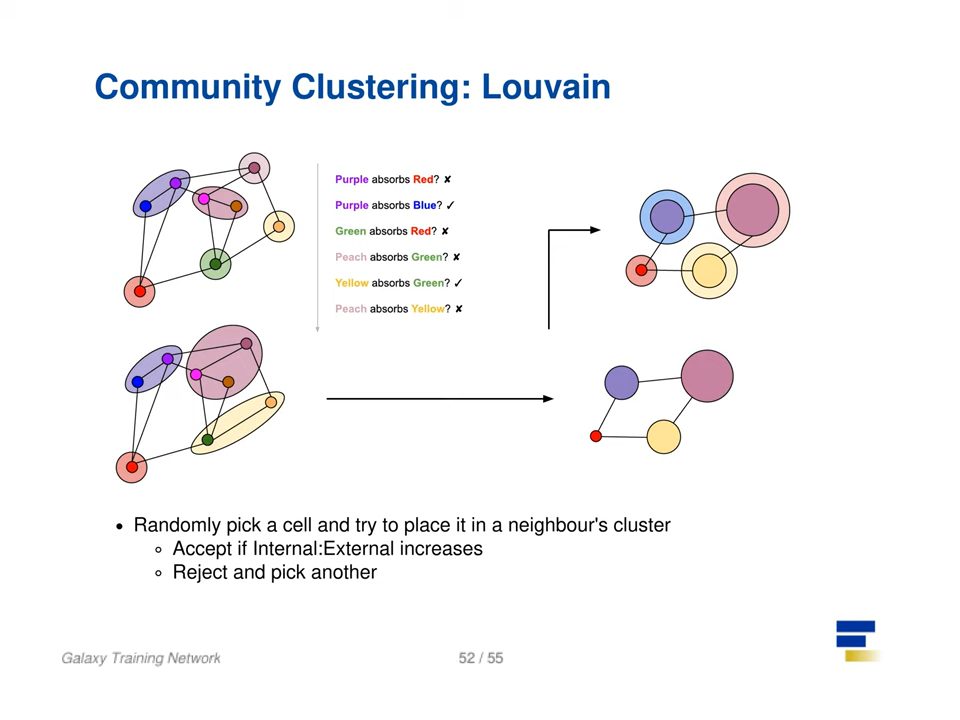 Community Clustering: Louvain
Purple absorbs Red? ✘
Purple absorbs Blue? ✓
Green absorbs Red? ✘
Peach absorbs Green? ✘
Yellow absorbs Green? ✓
Peach absorbs Yellow? ✘
• Randomly pick a cell and try to place it in a neighbour's cluster
◦ Accept if Internal:External increases
◦ Reject and pick another
Galaxy Training Network
52 / 55